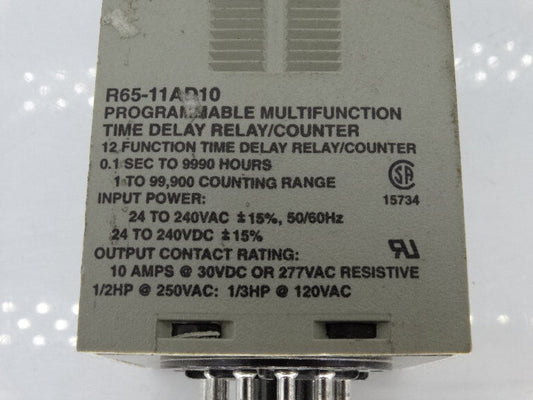 R65-11AD10
PROGRAMMABLE MULTIFUNCTION
TIME DELAY RELAY/COUNTER
12 FUNCTION TIME DELAY RELAY/COUNTER
0.1 SEC TO 9990 HOURS
1 TO 99,900 COUNTING RANGE
INPUT POWER:
24 TO 240VAC ±15%, 50/60Hz
24 TO 240VDC ±15%
OUTPUT CONTACT RATING:
10 AMPS @ 30VDC OR 277VAC RESISTIVE
1/2HP @ 250VAC: 1/3HP @ 120VAC
SA
15734
RU